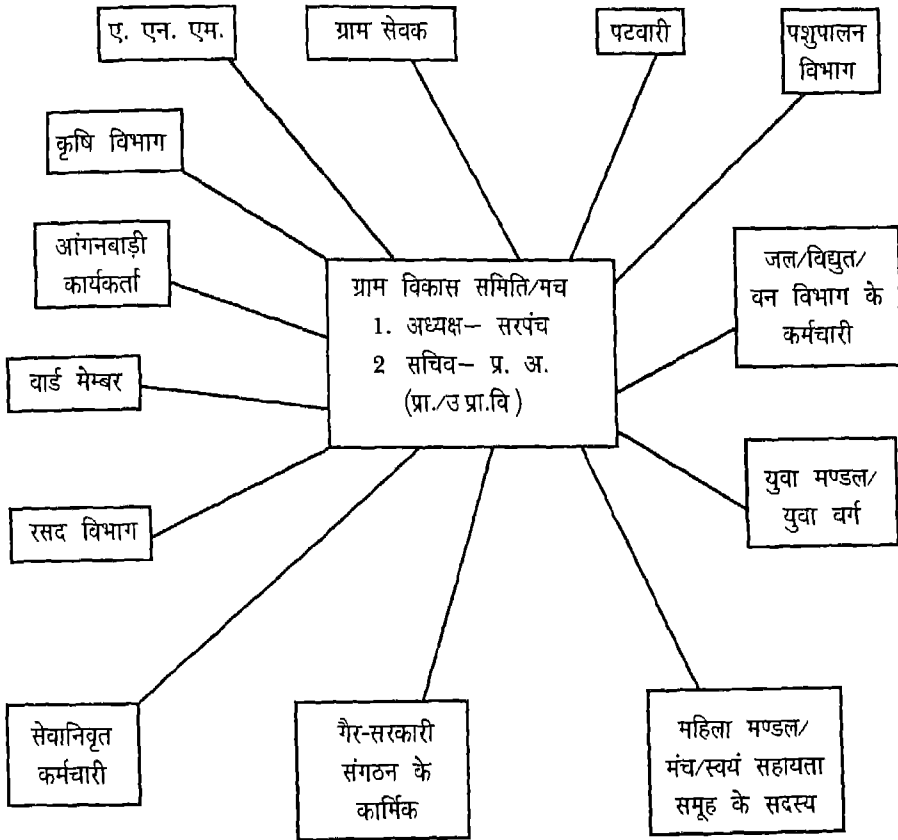 ए. एन. एम.
ग्राम सेवक
पटवारी
पशुपालन
विभाग
कृषि विभाग
आंगनबाड़ी
कार्यकर्ता
वार्ड मेम्बर
रसद विभाग
ग्राम विकास समिति/मच
1. अध्यक्ष– सरपंच
2 सचिव– प्र. अ.
(प्रा./उ प्रा.वि)
जल/विद्युत/
वन विभाग के
कर्मचारी
युवा मण्डल/
युवा वर्ग
सेवानिवृत
कर्मचारी
गैर-सरकारी
संगठन के
कार्मिक
महिला मण्डल/
मंच/स्वयं सहायता
समूह के सदस्य